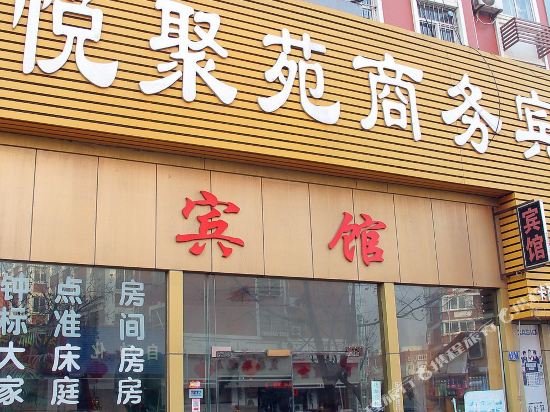 悦聚苑商务宾
宾馆
宾馆
钟点房
标准间
大床房
家庭房